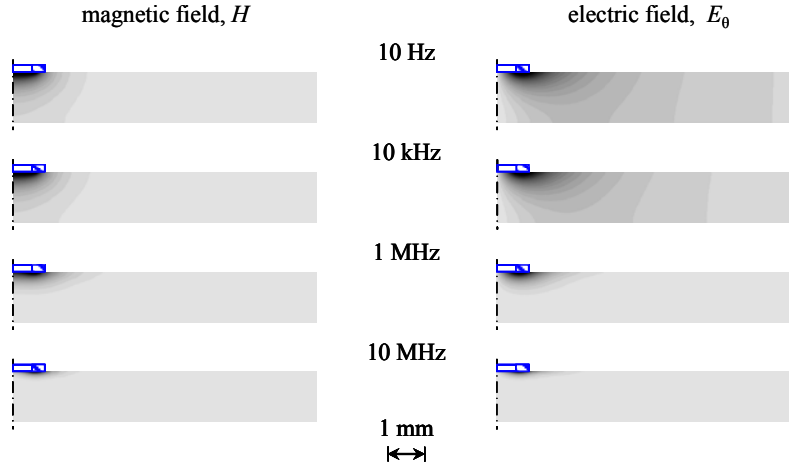 magnetic field, H
electric field, Eθ
10 Hz
10 kHz
1 MHz
10 MHz
1 mm